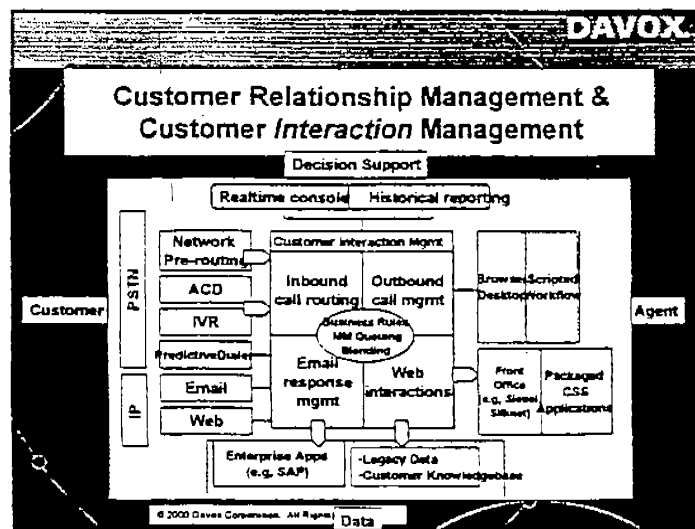 DAVOX
Customer Relationship Management &
Customer Interaction Management
Decision Support
Realtime console
Historical reporting
PSTN
IP
Customer
Network
Pre-routing
ACD
IVR
PredictiveDialer
Email
Web
Customer Interaction Mgmt
Inbound
call routing
Outbound
call mgmt
Business Rules
MM Queuing
Blending
Email
response
mgmt
Web
interactions
Browser
Desktop
Scripted
Workflow
Agent
Front
Office
(e.g, Siebel
Packaged
CSS
Applications
Enterprise Apps
(e.g, SAP)
-Legacy Data
-Customer Knowledgebase
© 2000 Davox Corporation. All Rights
Data